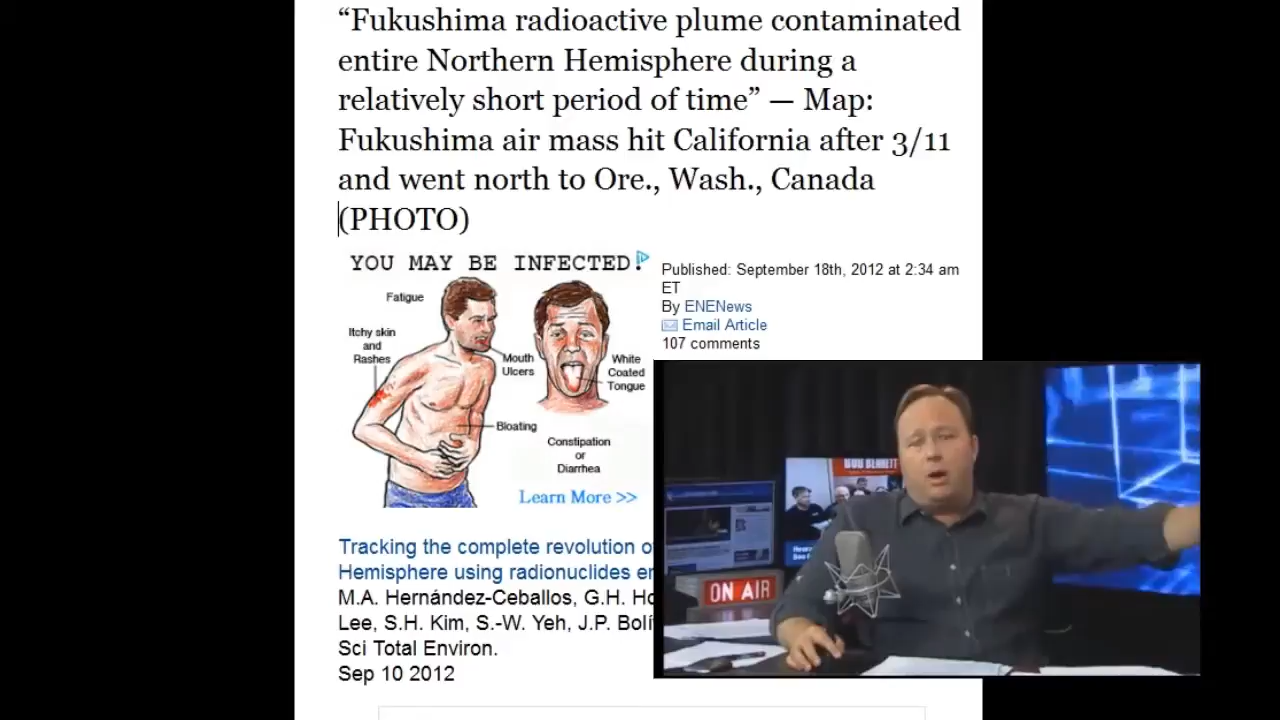 “Fukushima radioactive plume contaminated
entire Northern Hemisphere during a
relatively short period of time” — Map:
Fukushima air mass hit California after 3/11
and went north to Ore., Wash., Canada
(PHOTO)
YOU MAY BE INFECTED!
Fatigue
Itchy skin
and
Rashes
Mouth
Ulcers
White
Coated
Tongue
Bloating
Constipation
or
Diarrhea
Learn More >>
Published: September 18th, 2012 at 2:34 am
ET
By ENENews
Email Article
107 comments
ON AIR
Tracking the complete revolution o
Hemisphere using radionuclides e
M.A. Hernández-Ceballos, G.H. Ho
Lee, S.H. Kim, S.-W. Yeh, J.P. Bolí
Sci Total Environ.
Sep 10 2012